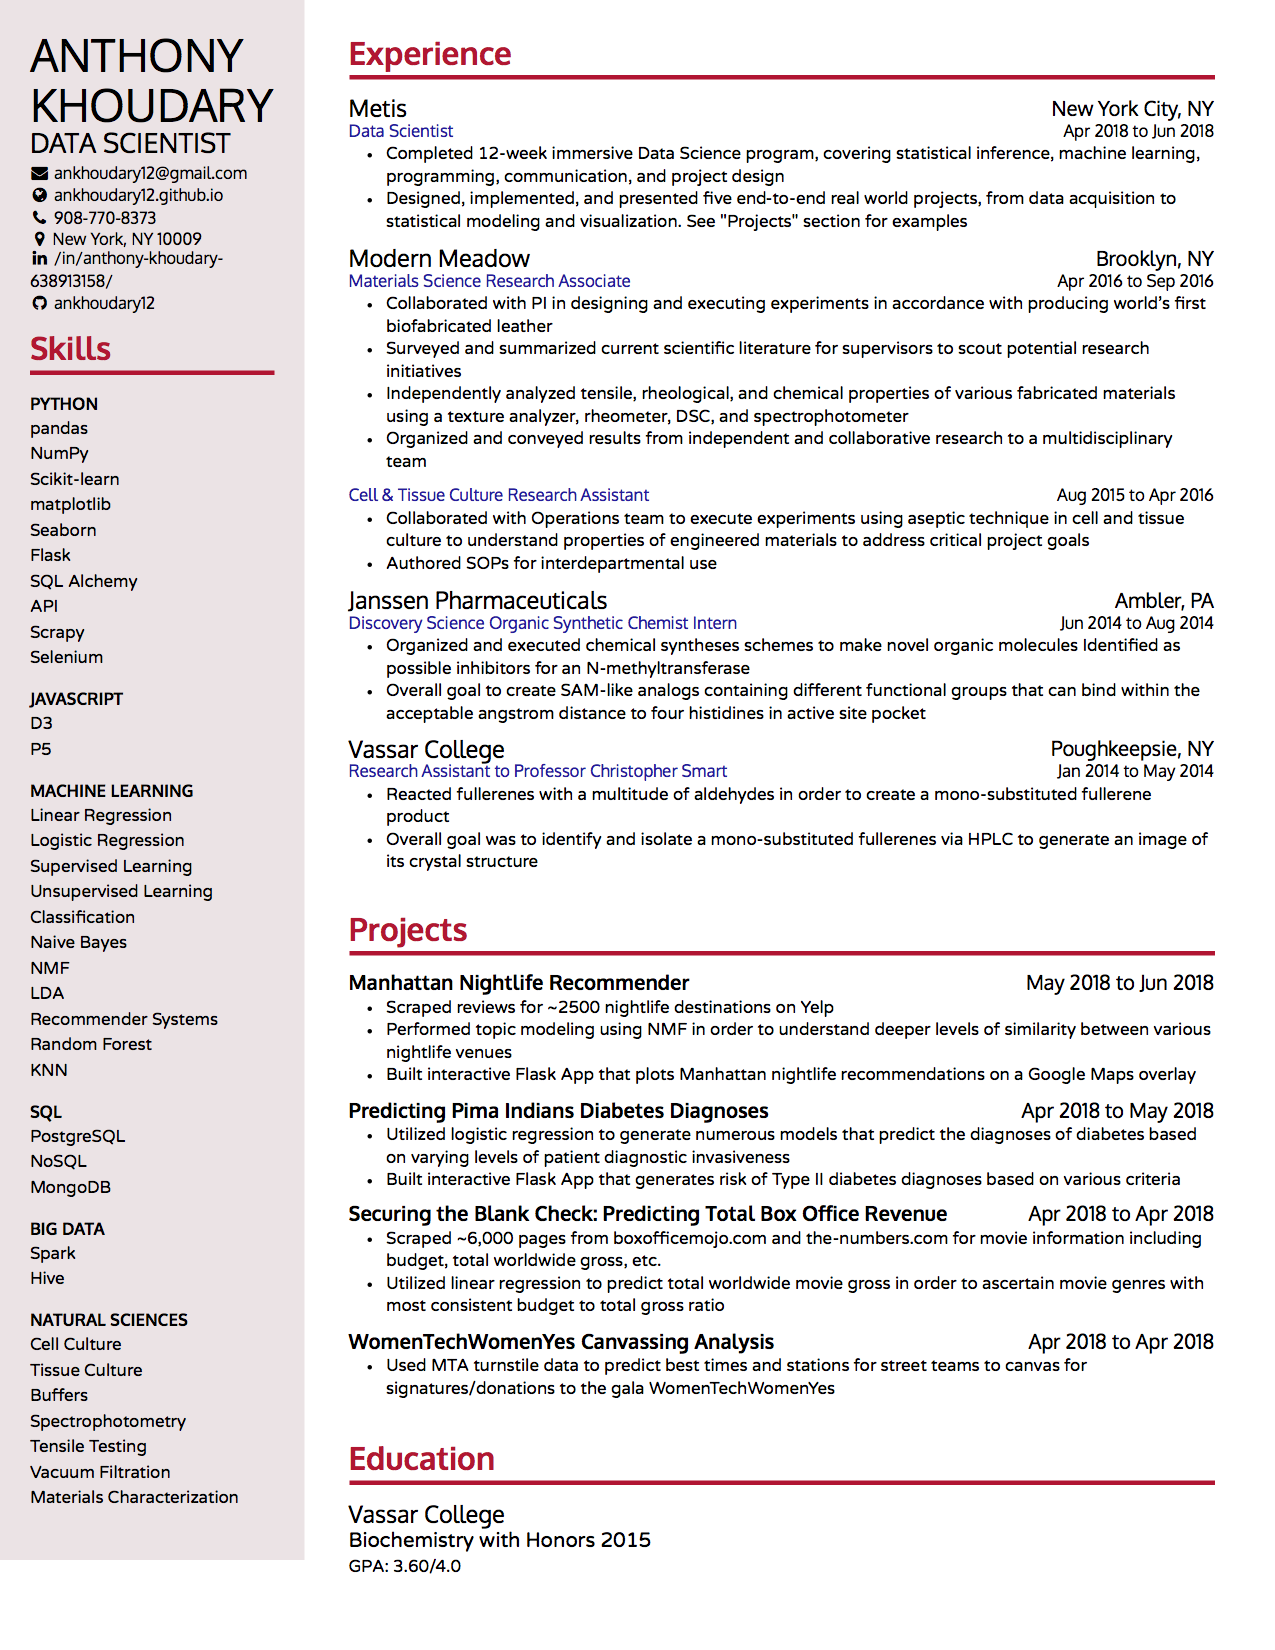 ANTHONY
KHOUDARY
DATA SCIENTIST
ankhoudary12@gmail.com
ankhoudary12.github.io
908-770-8373
New York, NY 10009
/in/anthony-khoudary-
638913158/
ankhoudary12
Skills
PYTHON
pandas
NumPy
Scikit-learn
matplotlib
Seaborn
Flask
SQL Alchemy
API
Scrapy
Selenium
JAVASCRIPT
D3
P5
MACHINE LEARNING
Linear Regression
Logistic Regression
Supervised Learning
Unsupervised Learning
Classification
Naive Bayes
NMF
LDA
Recommender Systems
Random Forest
KNN
SQL
PostgreSQL
NoSQL
MongoDB
BIG DATA
Spark
Hive
NATURAL SCIENCES
Cell Culture
Tissue Culture
Buffers
Spectrophotometry
Tensile Testing
Vacuum Filtration
Materials Characterization
Experience
Metis New York City, NY
Data Scientist Apr 2018 to Jun 2018
• Completed 12-week immersive Data Science program, covering statistical inference, machine learning,
programming, communication, and project design
• Designed, implemented, and presented five end-to-end real world projects, from data acquisition to
statistical modeling and visualization. See "Projects" section for examples
Modern Meadow Brooklyn, NY
Materials Science Research Associate Apr 2016 to Sep 2016
• Collaborated with PI in designing and executing experiments in accordance with producing world's first
biofabricated leather
• Surveyed and summarized current scientific literature for supervisors to scout potential research
initiatives
• Independently analyzed tensile, rheological, and chemical properties of various fabricated materials
using a texture analyzer, rheometer, DSC, and spectrophotometer
• Organized and conveyed results from independent and collaborative research to a multidisciplinary
team
Cell & Tissue Culture Research Assistant Aug 2015 to Apr 2016
• Collaborated with Operations team to execute experiments using aseptic technique in cell and tissue
culture to understand properties of engineered materials to address critical project goals
• Authored SOPs for interdepartmental use
Janssen Pharmaceuticals Ambler, PA
Discovery Science Organic Synthetic Chemist Intern Jun 2014 to Aug 2014
• Organized and executed chemical syntheses schemes to make novel organic molecules Identified as
possible inhibitors for an N-methyltransferase
• Overall goal to create SAM-like analogs containing different functional groups that can bind within the
acceptable angstrom distance to four histidines in active site pocket
Vassar College Poughkeepsie, NY
Research Assistant to Professor Christopher Smart Jan 2014 to May 2014
• Reacted fullerenes with a multitude of aldehydes in order to create a mono-substituted fullerene
product
• Overall goal was to identify and isolate a mono-substituted fullerenes via HPLC to generate an image of
its crystal structure
Projects
Manhattan Nightlife Recommender May 2018 to Jun 2018
• Scraped reviews for ~2500 nightlife destinations on Yelp
• Performed topic modeling using NMF in order to understand deeper levels of similarity between various
nightlife venues
• Built interactive Flask App that plots Manhattan nightlife recommendations on a Google Maps overlay
Predicting Pima Indians Diabetes Diagnoses Apr 2018 to May 2018
• Utilized logistic regression to generate numerous models that predict the diagnoses of diabetes based
on varying levels of patient diagnostic invasiveness
• Built interactive Flask App that generates risk of Type II diabetes diagnoses based on various criteria
Securing the Blank Check: Predicting Total Box Office Revenue Apr 2018 to Apr 2018
• Scraped ~6,000 pages from boxofficemojo.com and the-numbers.com for movie information including
budget, total worldwide gross, etc.
• Utilized linear regression to predict total worldwide movie gross in order to ascertain movie genres with
most consistent budget to total gross ratio
WomenTechWomenYes Canvassing Analysis Apr 2018 to Apr 2018
• Used MTA turnstile data to predict best times and stations for street teams to canvas for
signatures/donations to the gala WomenTechWomenYes
Education
Vassar College
Biochemistry with Honors 2015
GPA: 3.60/4.0